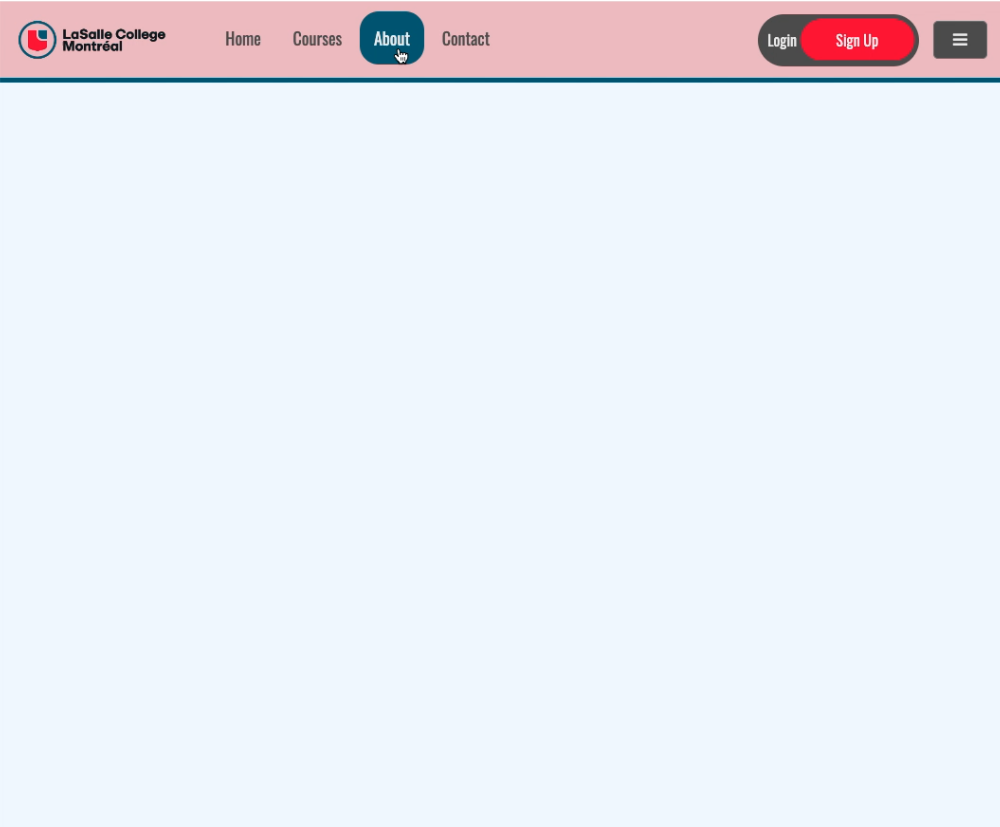 LaSalle College
Montréal
Home Courses About Contact
Login Sign Up